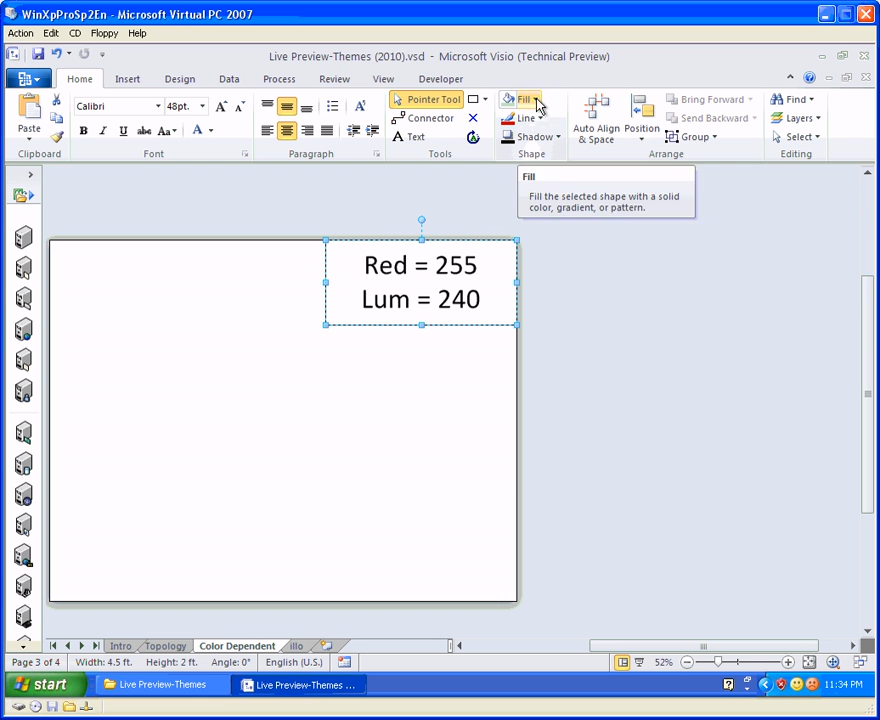 WinXpProSp2En - Microsoft Virtual PC 2007
Action Edit CD Floppy Help
Live Preview-Themes (2010).vsd - Microsoft Visio (Technical Preview)
Home Insert Design Data Process Review View Developer
Calibri 48pt. Pointer Tool Fill Bring Forward Find
Connector Line Send Backward Layers
Paste B I U abc Aa A Text Shadow Auto Align & Space Position Group Select
Clipboard Font Paragraph Tools Shape Arrange Editing
Fill
Fill the selected shape with a solid
color, gradient, or pattern.
Red = 255
Lum = 240
Intro Topology Color Dependent illo
Page 3 of 4 Width: 4.5 ft. Height: 2 ft. Angle: 0° English (U.S.) 52%
start Live Preview-Themes Live Preview-Themes ... 11:34 PM